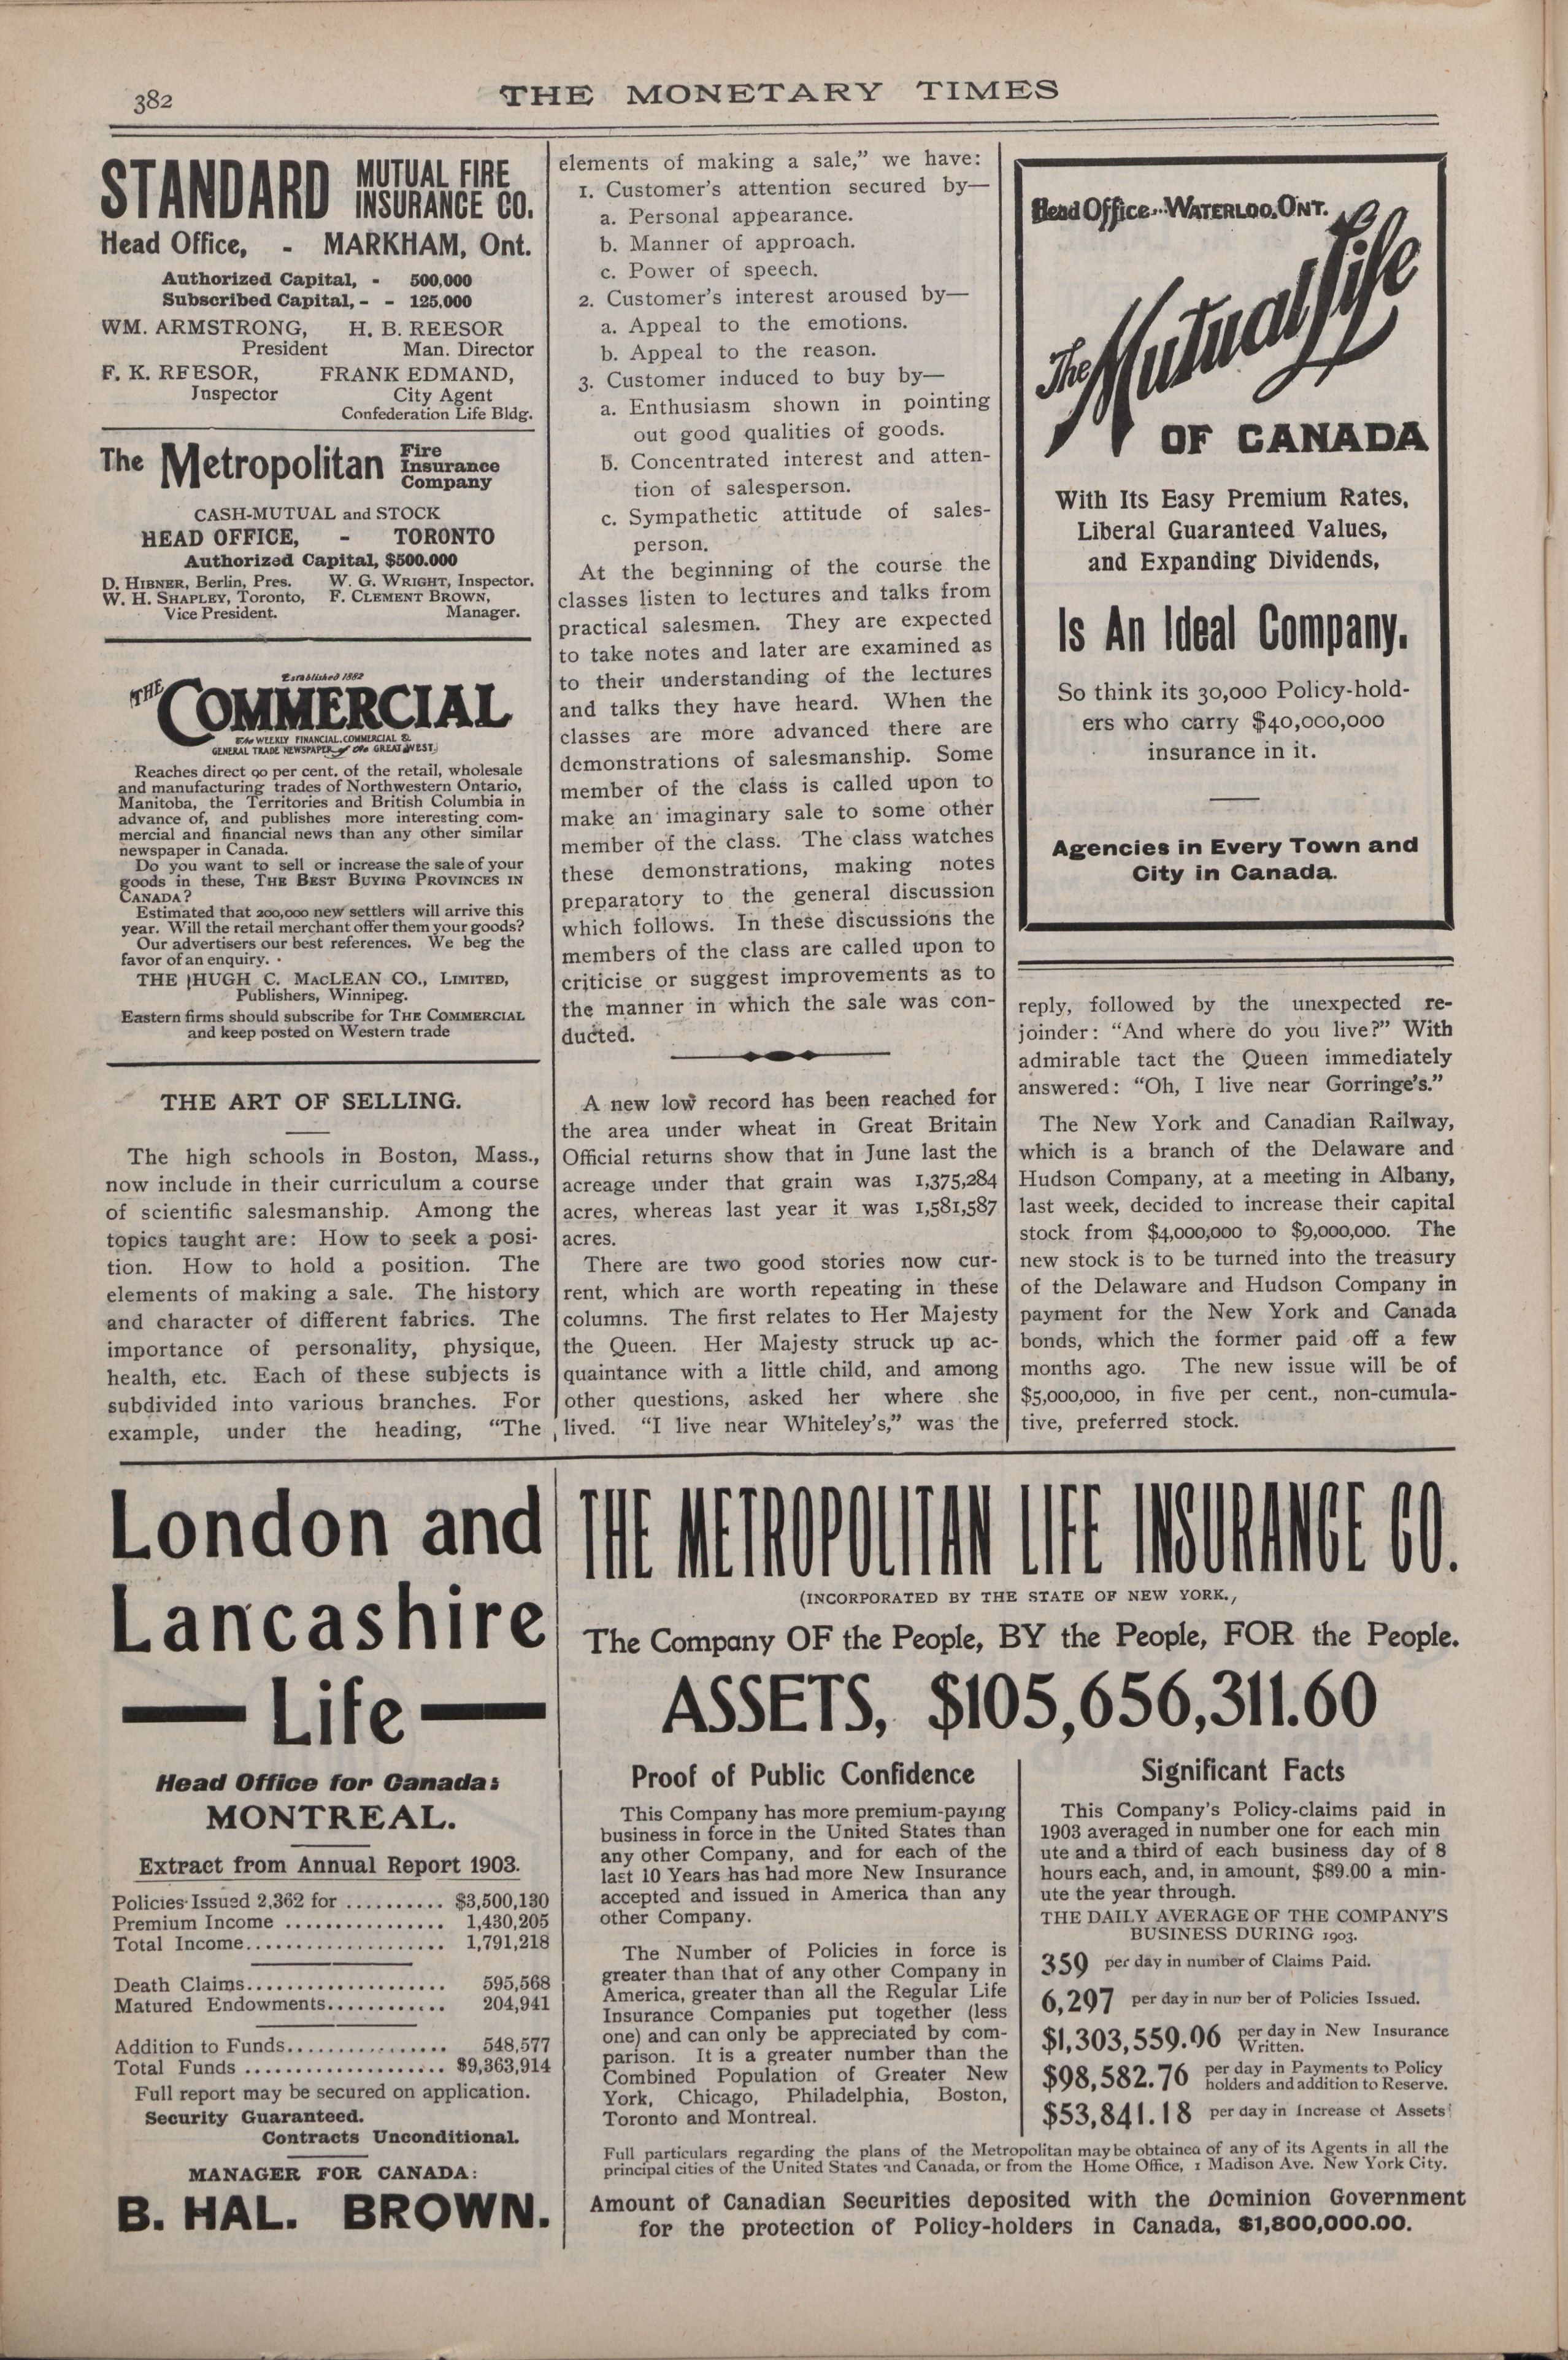 382
THE MONETARY TIMES
STANDARD MUTUAL FIRE
INSURANCE CO.
Head Office, - MARKHAM, Ont.
Authorized Capital, - 500,000
Subscribed Capital, - - 125,000
WM. ARMSTRONG, H. B. REESOR
President Man. Director
F. K. REESOR, FRANK EDMAND,
Inspector City Agent
Confederation Life Bldg.
The Metropolitan Fire
Insurance
Company
CASH-MUTUAL and STOCK
HEAD OFFICE, - TORONTO
Authorized Capital, $500.000
D. HIBNER, Berlin, Pres. W. G. WRIGHT, Inspector.
W. H. SHAPLEY, Toronto, F. CLEMENT BROWN,
Vice President. Manager.
Established 1882
THE COMMERCIAL
The WEEKLY FINANCIAL, COMMERCIAL &
GENERAL TRADE NEWSPAPER of the GREAT WEST
Reaches direct 90 per cent. of the retail, wholesale
and manufacturing trades of Northwestern Ontario,
Manitoba, the Territories and British Columbia in
advance of, and publishes more interesting com-
mercial and financial news than any other similar
newspaper in Canada.
Do you want to sell or increase the sale of your
goods in these, THE BEST BUYING PROVINCES IN
CANADA?
Estimated that 200,000 new settlers will arrive this
year. Will the retail merchant offer them your goods?
Our advertisers our best references. We beg the
favor of an enquiry.
THE HUGH C. MACLEAN CO., LIMITED,
Publishers, Winnipeg.
Eastern firms should subscribe for THE COMMERCIAL
and keep posted on Western trade
THE ART OF SELLING.
The high schools in Boston, Mass.,
now include in their curriculum a course
of scientific salesmanship. Among the
topics taught are: How to seek a posi-
tion. How to hold a position. The
elements of making a sale. The history
and character of different fabrics. The
importance of personality, physique,
health, etc. Each of these subjects is
subdivided into various branches. For
example, under the heading, "The
elements of making a sale," we have:
1. Customer's attention secured by—
a. Personal appearance.
b. Manner of approach.
c. Power of speech.
2. Customer's interest aroused by—
a. Appeal to the emotions.
b. Appeal to the reason.
3. Customer induced to buy by—
a. Enthusiasm shown in pointing
out good qualities of goods.
b. Concentrated interest and atten-
tion of salesperson.
c. Sympathetic attitude of sales-
person.
At the beginning of the course the
classes listen to lectures and talks from
practical salesmen. They are expected
to take notes and later are examined as
to their understanding of the lectures
and talks they have heard. When the
classes are more advanced there are
demonstrations of salesmanship. Some
member of the class is called upon to
make an imaginary sale to some other
member of the class. The class watches
these demonstrations, making notes
preparatory to the general discussion
which follows. In these discussions the
members of the class are called upon to
criticise or suggest improvements as to
the manner in which the sale was con-
ducted.
A new low record has been reached for
the area under wheat in Great Britain
Official returns show that in June last the
acreage under that grain was 1,375,284
acres, whereas last year it was 1,581,587
acres.
There are two good stories now cur-
rent, which are worth repeating in these
columns. The first relates to Her Majesty
the Queen. Her Majesty struck up ac-
quaintance with a little child, and among
other questions, asked her where she
lived. "I live near Whiteley's," was the
Head Office... WATERLOO, ONT.
The Mutual Life
OF CANADA
With Its Easy Premium Rates,
Liberal Guaranteed Values,
and Expanding Dividends,
Is An Ideal Company.
So think its 30,000 Policy-hold-
ers who carry $40,000,000
insurance in it.
Agencies in Every Town and
City in Canada.
reply, followed by the unexpected re-
joinder: "And where do you live?" With
admirable tact the Queen immediately
answered: "Oh, I live near Gorringe's."
The New York and Canadian Railway,
which is a branch of the Delaware and
Hudson Company, at a meeting in Albany,
last week, decided to increase their capital
stock from $4,000,000 to $9,000,000. The
new stock is to be turned into the treasury
of the Delaware and Hudson Company in
payment for the New York and Canada
bonds, which the former paid off a few
months ago. The new issue will be of
$5,000,000, in five per cent., non-cumula-
tive, preferred stock.
London and
Lancashire
Life
Head Office for Canada:
MONTREAL.
Extract from Annual Report 1903.
Policies Issued 2,362 for .......... $3,500,130
Premium Income ................ 1,430,205
Total Income.................... 1,791,218
Death Claims.................... 595,568
Matured Endowments............ 204,941
Addition to Funds................ 548,577
Total Funds .................... $9,363,914
Full report may be secured on application.
Security Guaranteed.
Contracts Unconditional.
MANAGER FOR CANADA:
B. HAL. BROWN.
THE METROPOLITAN LIFE INSURANCE CO.
(INCORPORATED BY THE STATE OF NEW YORK.,
The Company OF the People, BY the People, FOR the People.
ASSETS, $105,656,311.60
Proof of Public Confidence
This Company has more premium-paying
business in force in the United States than
any other Company, and for each of the
last 10 Years has had more New Insurance
accepted and issued in America than any
other Company.
The Number of Policies in force is
greater than that of any other Company in
America, greater than all the Regular Life
Insurance Companies put together (less
one) and can only be appreciated by com-
parison. It is a greater number than the
Combined Population of Greater New
York, Chicago, Philadelphia, Boston,
Toronto and Montreal.
Significant Facts
This Company's Policy-claims paid in
1903 averaged in number one for each min
ute and a third of each business day of 8
hours each, and, in amount, $89.00 a min-
ute the year through.
THE DAILY AVERAGE OF THE COMPANY'S
BUSINESS DURING 1903.
359 per day in number of Claims Paid.
6,297 per day in number of Policies Issued.
$1,303,559.06 per day in New Insurance
Written.
$98,582.76 per day in Payments to Policy
holders and addition to Reserve.
$53,841.18 per day in Increase of Assets
Full particulars regarding the plans of the Metropolitan may be obtained of any of its Agents in all the
principal cities of the United States and Canada, or from the Home Office, 1 Madison Ave. New York City.
Amount of Canadian Securities deposited with the Dominion Government
for the protection of Policy-holders in Canada, $1,800,000.00.